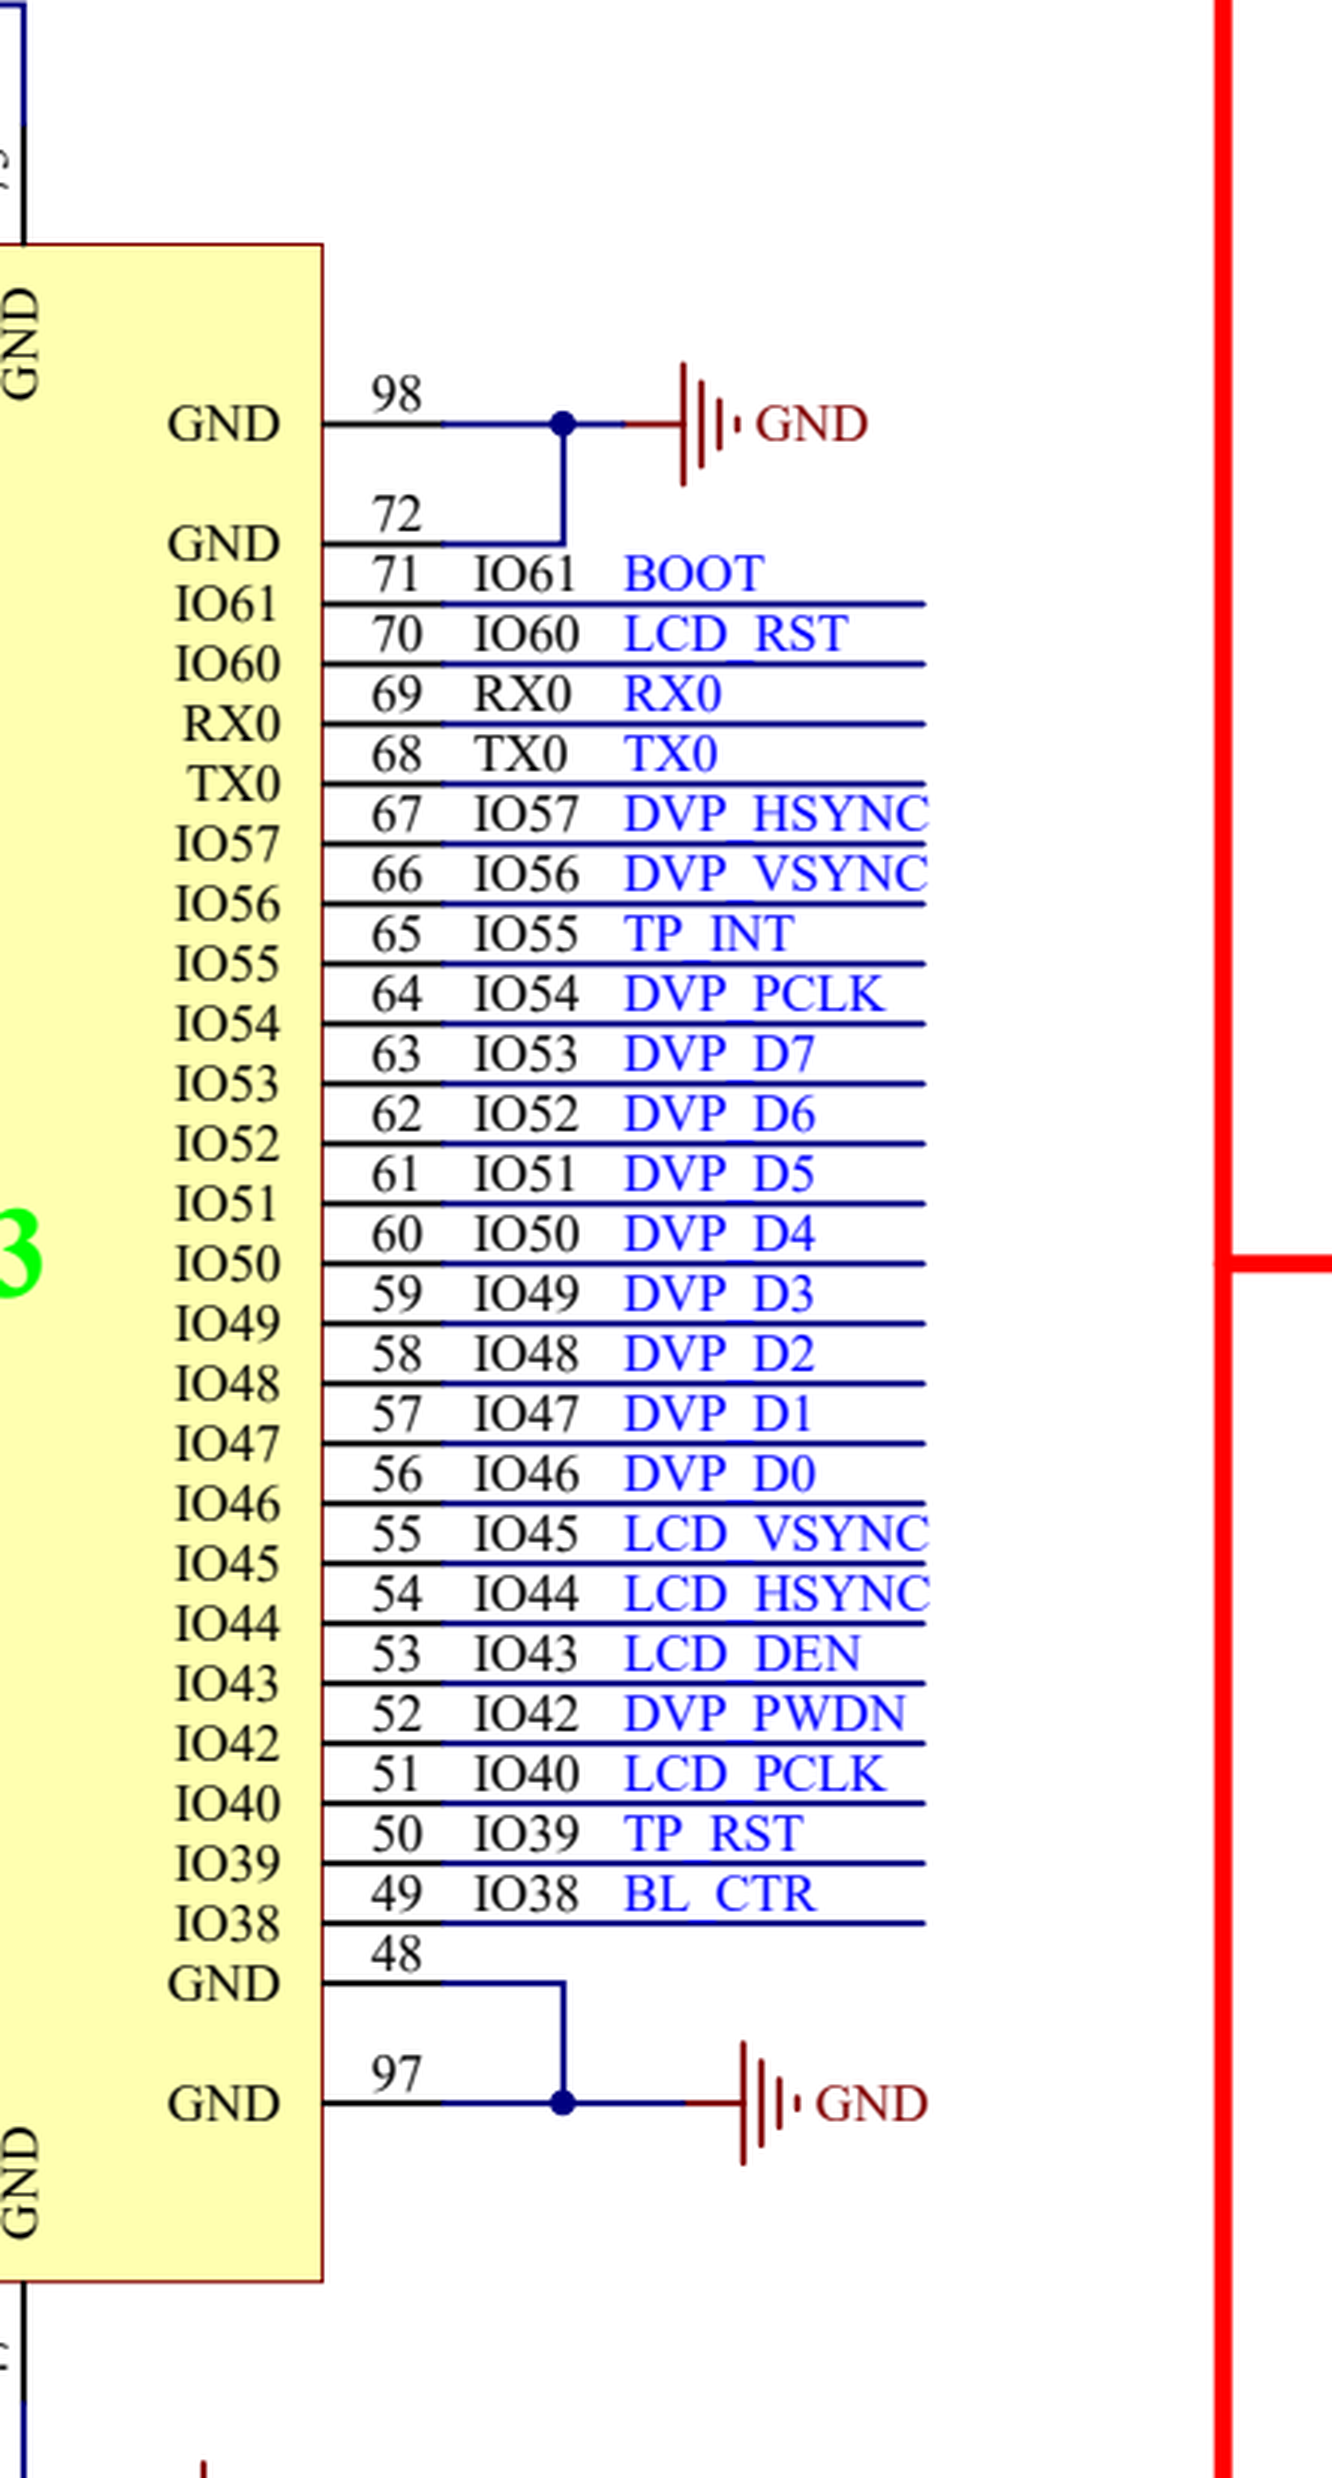 GND
98
GND
GND
72
GND
71 IO61 BOOT
IO61
70 IO60 LCD_RST
IO60
69 RX0 RX0
RX0
68 TX0 TX0
TX0
67 IO57 DVP_HSYNC
IO57
66 IO56 DVP_VSYNC
IO56
65 IO55 TP_INT
IO55
64 IO54 DVP_PCLK
IO54
63 IO53 DVP_D7
IO53
62 IO52 DVP_D6
IO52
61 IO51 DVP_D5
IO51
60 IO50 DVP_D4
3
IO50
59 IO49 DVP_D3
IO49
58 IO48 DVP_D2
IO48
57 IO47 DVP_D1
IO47
56 IO46 DVP_D0
IO46
55 IO45 LCD_VSYNC
IO45
54 IO44 LCD_HSYNC
IO44
53 IO43 LCD_DEN
IO43
52 IO42 DVP_PWDN
IO42
51 IO40 LCD_PCLK
IO40
50 IO39 TP_RST
IO39
49 IO38 BL_CTR
IO38
48
GND
97
GND
GND
GND